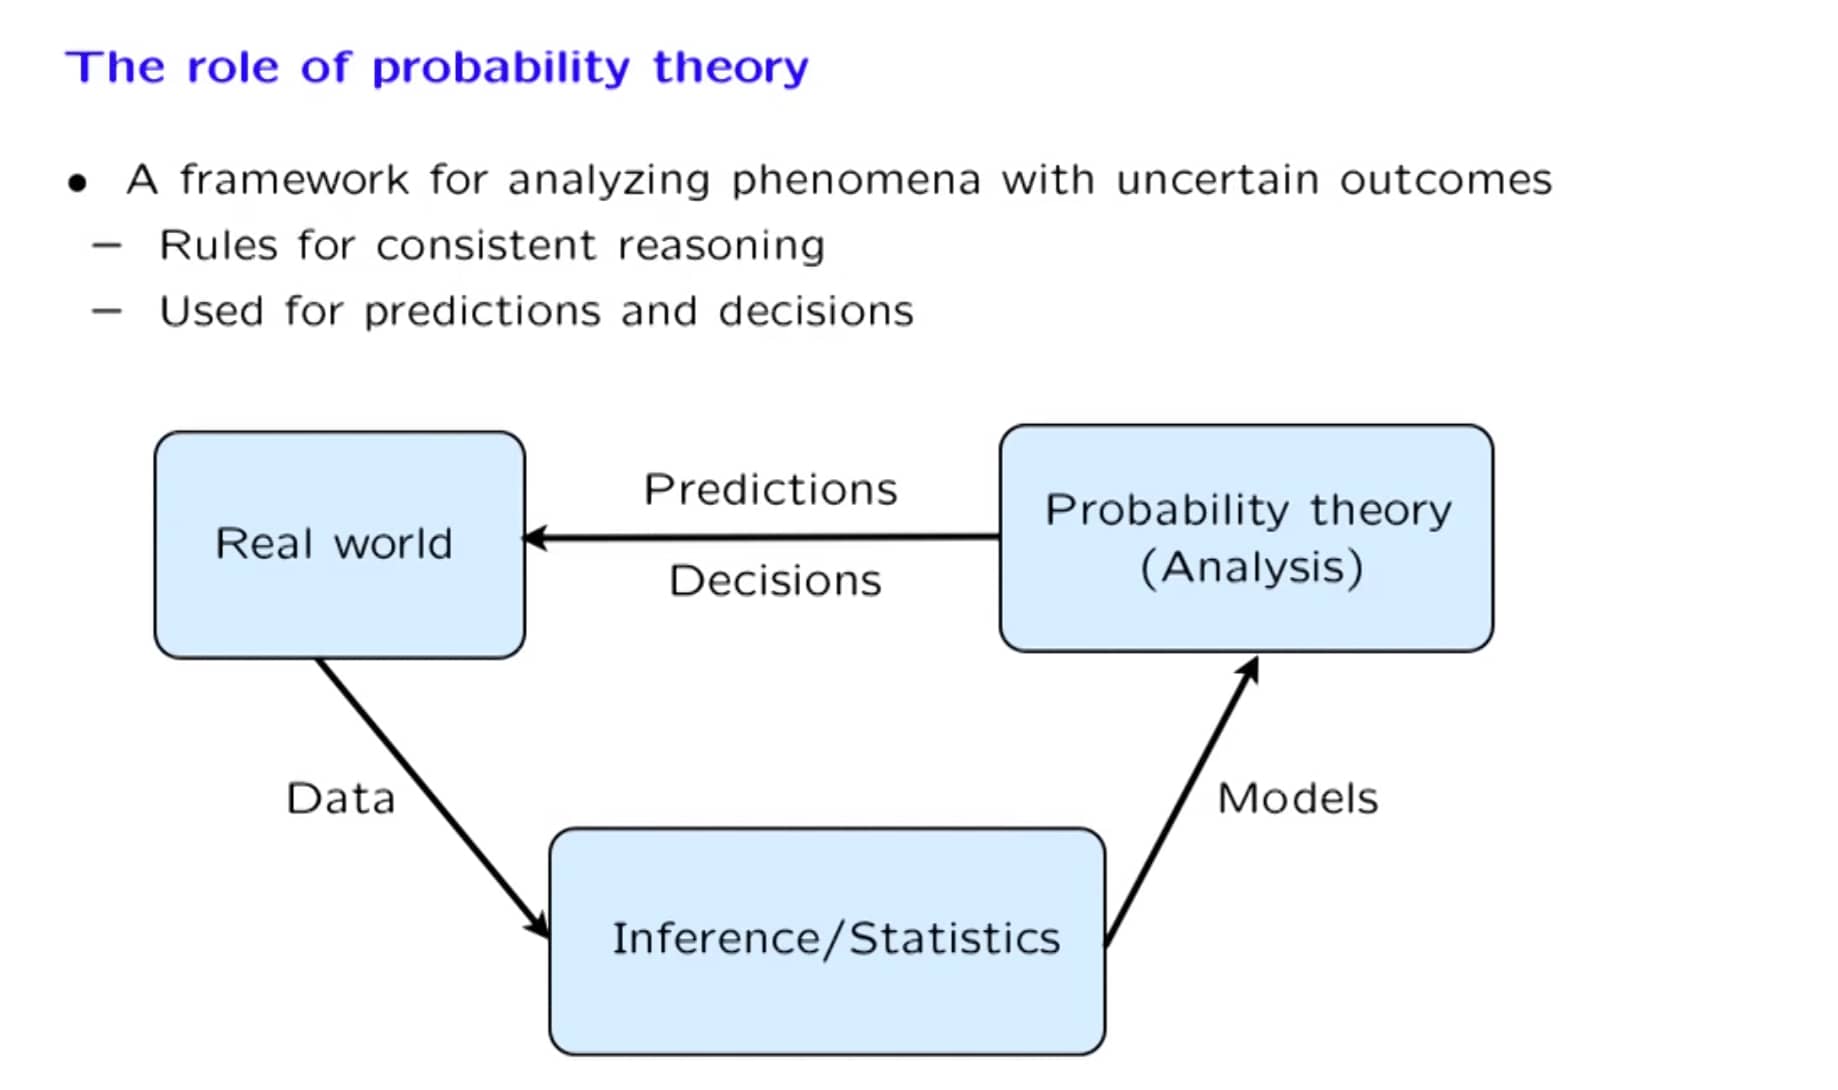 The role of probability theory
• A framework for analyzing phenomena with uncertain outcomes
– Rules for consistent reasoning
– Used for predictions and decisions
Real world
Predictions
Decisions
Probability theory
(Analysis)
Data
Models
Inference/Statistics